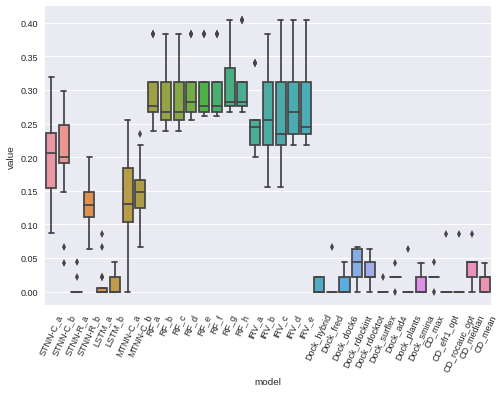 0.40
0.35
0.30
0.25
0.20
0.15
0.10
0.05
0.00
value
STNN-C_a
STNN-C_b
STNN-R_a
STNN-R_b
LSTM_a
LSTM_b
MTNN-C_a
MTNN-C_b
RF_a
RF_b
RF_c
RF_d
RF_e
RF_f
RF_g
RF_h
IRV_a
IRV_b
IRV_c
IRV_d
IRV_e
Dock_hybrid
Dock_fred
Dock_dock6
Dock_rdockint
Dock_rdocktot
Dock_surflex
Dock_ad4
Dock_plants
Dock_smina
CD_max
CD_efr1_opt
CD_rocauc_opt
CD_median
CD_mean
model